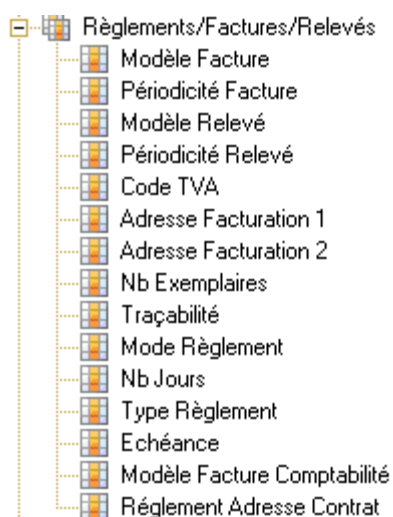 Règlements/Factures/Relevés
Modèle Facture
Périodicité Facture
Modèle Relevé
Périodicité Relevé
Code TVA
Adresse Facturation 1
Adresse Facturation 2
Nb Exemplaires
Traçabilité
Mode Règlement
Nb Jours
Type Règlement
Echéance
Modèle Facture Comptabilité
Réglement Adresse Contrat